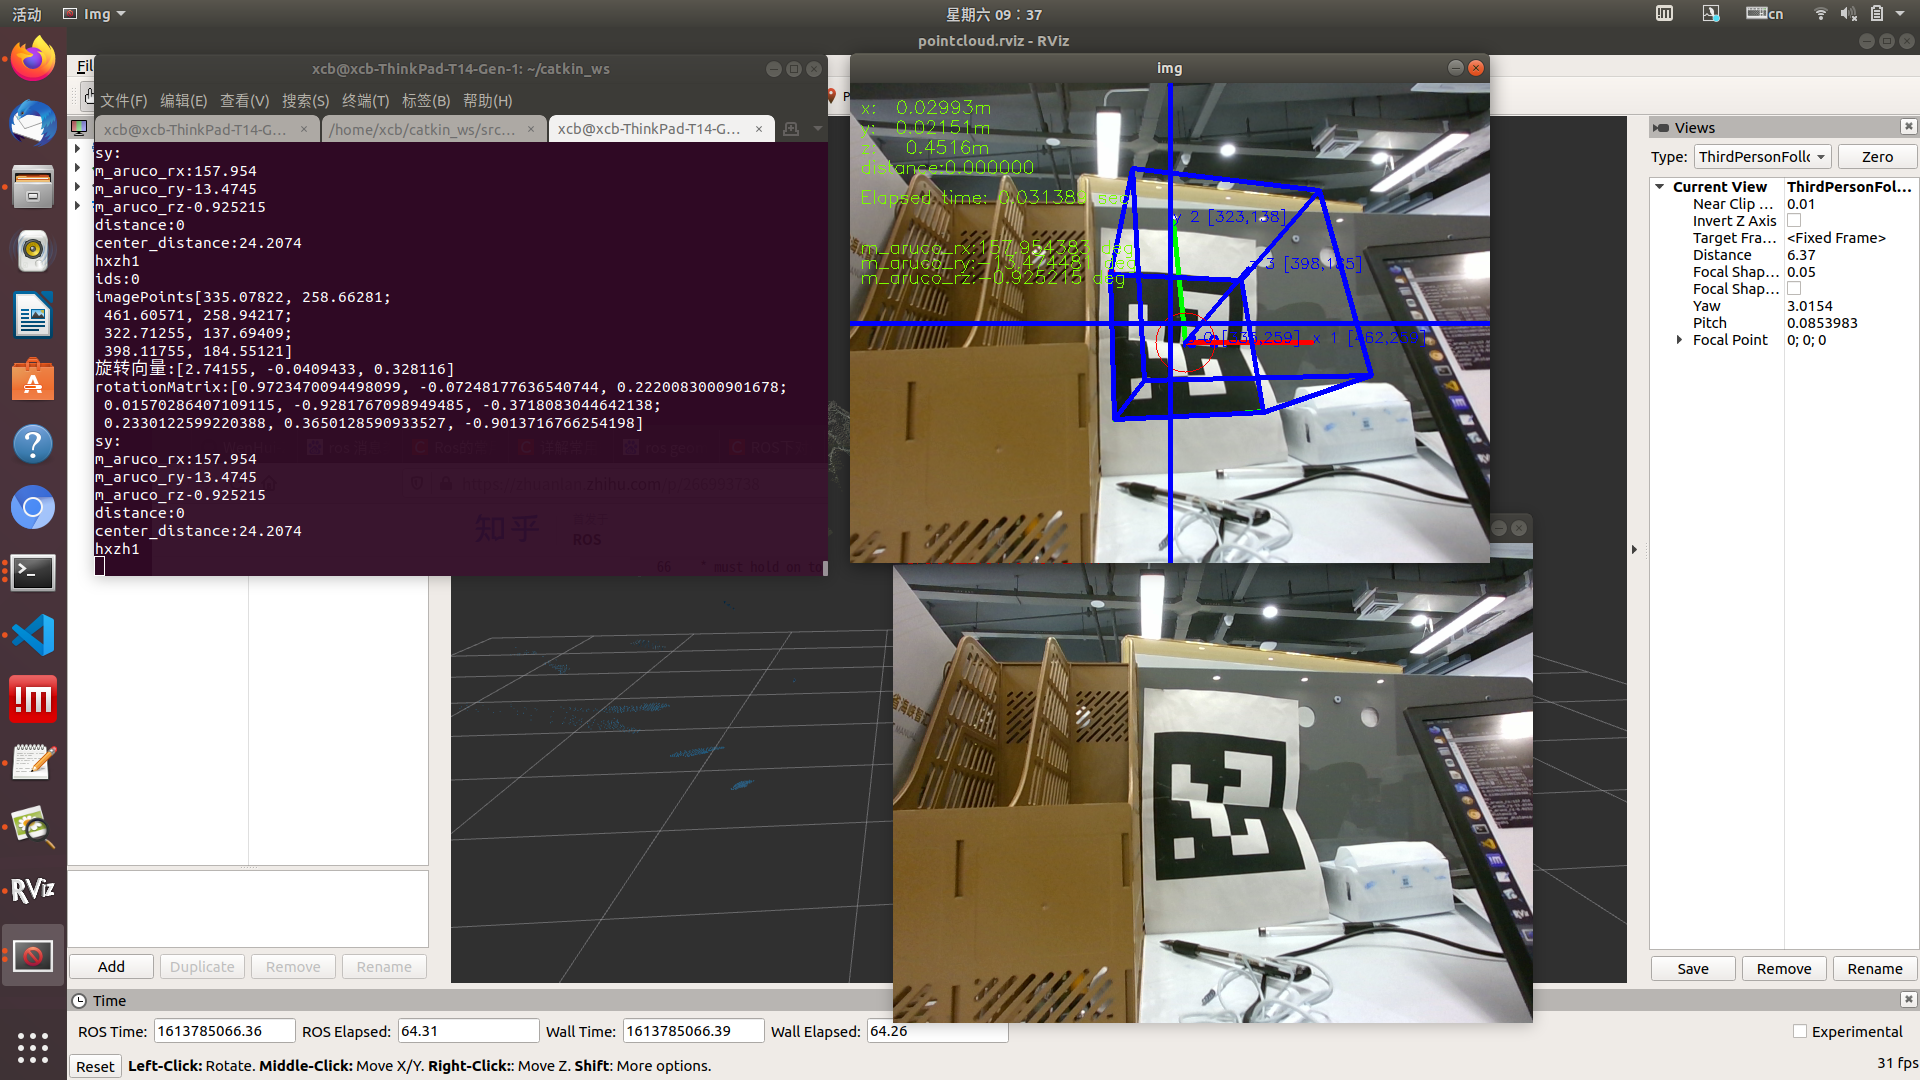 活动
Img
星期六 09：37
cn
pointcloud.rviz - RViz
Fil
xcb@xcb-ThinkPad-T14-Gen-1: ~/catkin_ws
文件(F) 编辑(E) 查看(V) 搜索(S) 终端(T) 标签(B) 帮助(H)
xcb@xcb-ThinkPad-T14-G... ×
/home/xcb/catkin_ws/src... ×
xcb@xcb-ThinkPad-T14-G... ×
sy:
m_aruco_rx:157.954
m_aruco_ry-13.4745
m_aruco_rz-0.925215
distance:0
center_distance:24.2074
hxzh1
ids:0
imagePoints[335.07822, 258.66281;
461.60571, 258.94217;
322.71255, 137.69409;
398.11755, 184.55121]
旋转向量:[2.74155, -0.0409433, 0.328116]
rotationMatrix:[0.9723470094498099, -0.07248177636540744, 0.2220083000901678;
0.01570286407109115, -0.9281767098949485, -0.3718083044642138;
0.2330122599220388, 0.3650128590933527, -0.9013716766254198]
sy:
m_aruco_rx:157.954
m_aruco_ry-13.4745
m_aruco_rz-0.925215
distance:0
center_distance:24.2074
hxzh1
知乎
ROS
66 " must hold on to
img
x: 0.02993m
y: 0.02151m
z: 0.4516m
distance:0.000000
Elapsed time: 0.031389 sec
m_aruco_rx:157.954383 deg
m_aruco_ry:-13.474481 deg
m_aruco_rz:-0.925215 deg
y 2 [323,138]
z 3 [398,185]
0 [335,259]
x 1 [462,259]
Views
Type: ThirdPersonFollo
Zero
Current View ThirdPersonFol...
Near Clip ... 0.01
Invert Z Axis
Target Fra... <Fixed Frame>
Distance 6.37
Focal Shap... 0.05
Focal Shap...
Yaw 3.0154
Pitch 0.0853983
Focal Point 0; 0; 0
Save
Remove
Rename
RViz
Add
Duplicate
Remove
Rename
Time
ROS Time: 1613785066.36
ROS Elapsed: 64.31
Wall Time: 1613785066.39
Wall Elapsed: 64.26
Experimental
Reset
Left-Click: Rotate. Middle-Click: Move X/Y. Right-Click:: Move Z. Shift: More options.
31 fps